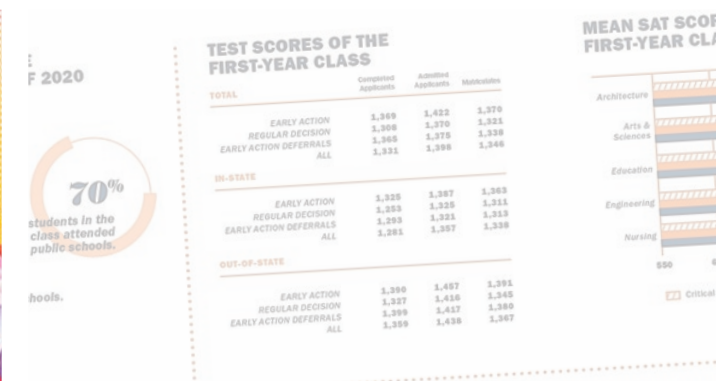 F 2020
70%
students in the
class attended
public schools.
hools.
TEST SCORES OF THE
FIRST-YEAR CLASS
Completed Applicants Admitted Applicants Matriculates
TOTAL
EARLY ACTION 1,369 1,422 1,370
REGULAR DECISION 1,308 1,370 1,321
EARLY ACTION DEFERRALS 1,365 1,375 1,338
ALL 1,331 1,398 1,346
IN-STATE
EARLY ACTION 1,325 1,387 1,363
REGULAR DECISION 1,253 1,325 1,311
EARLY ACTION DEFERRALS 1,293 1,321 1,313
ALL 1,281 1,357 1,338
OUT-OF-STATE
EARLY ACTION 1,390 1,457 1,391
REGULAR DECISION 1,327 1,416 1,345
EARLY ACTION DEFERRALS 1,399 1,417 1,380
ALL 1,359 1,436 1,367
MEAN SAT SCOR
FIRST-YEAR CLA
Architecture
Arts &
Sciences
Education
Engineering
Nursing
550
Critical